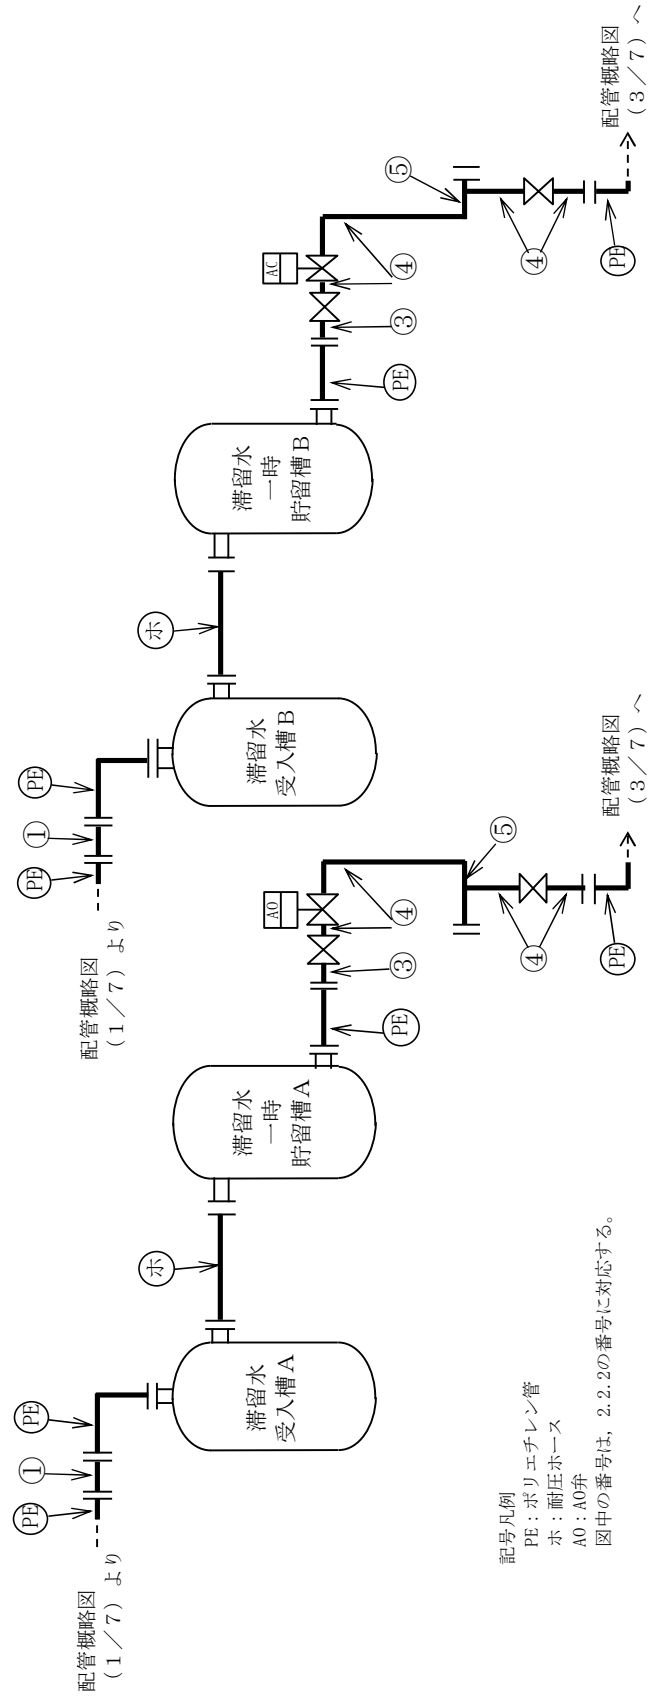 配管概略図
(1/7)より
PE
①
PE
滞留水
受入槽A
ホ
滞留水
一時
貯留槽A
PE
③
④
AO
⑤
④
PE
配管概略図
(3/7)へ
配管概略図
(1/7)より
PE
①
PE
滞留水
受入槽B
ホ
滞留水
一時
貯留槽B
PE
③
④
AC
⑤
④
PE
配管概略図
(3/7)へ
記号凡例
PE:ポリエチレン管
ホ:耐圧ホース
AO:AO弁
図中の番号は,2.2.2の番号に対応する。